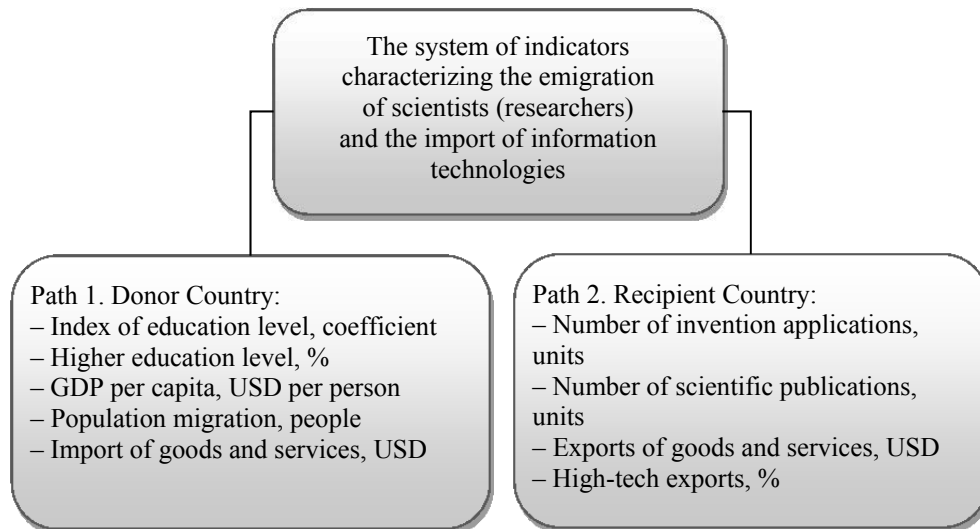 The system of indicators
characterizing the emigration
of scientists (researchers)
and the import of information
technologies
Path 1. Donor Country:
– Index of education level, coefficient
– Higher education level, %
– GDP per capita, USD per person
– Population migration, people
– Import of goods and services, USD
Path 2. Recipient Country:
– Number of invention applications,
units
– Number of scientific publications,
units
– Exports of goods and services, USD
– High-tech exports, %